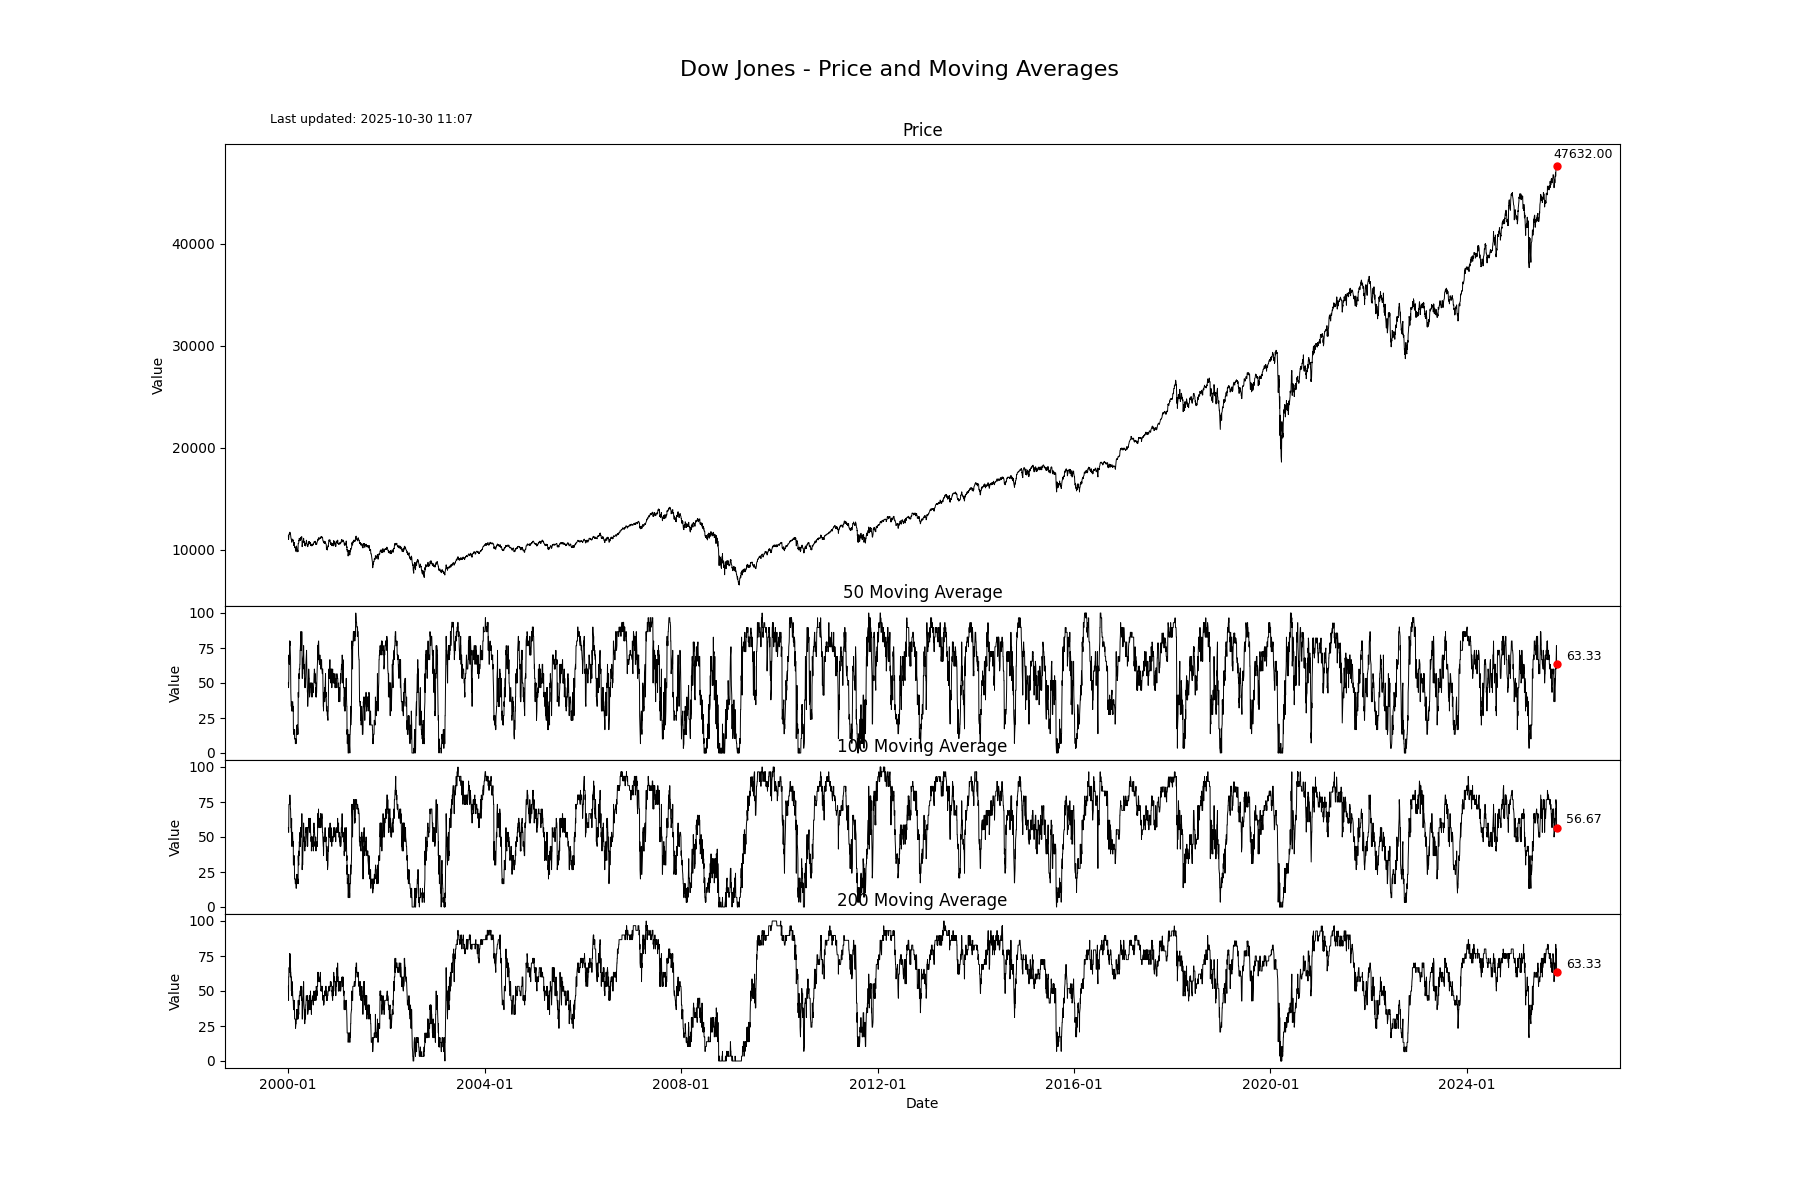 Dow Jones - Price and Moving Averages
Last updated: 2025-10-30 11:07
Price
47632.00
40000
30000
20000
10000
Value
50 Moving Average
100
75
50
25
0
Value
63.33
100 Moving Average
100
75
50
25
0
Value
56.67
200 Moving Average
100
75
50
25
0
Value
63.33
2000-01 2004-01 2008-01 2012-01 2016-01 2020-01 2024-01
Date